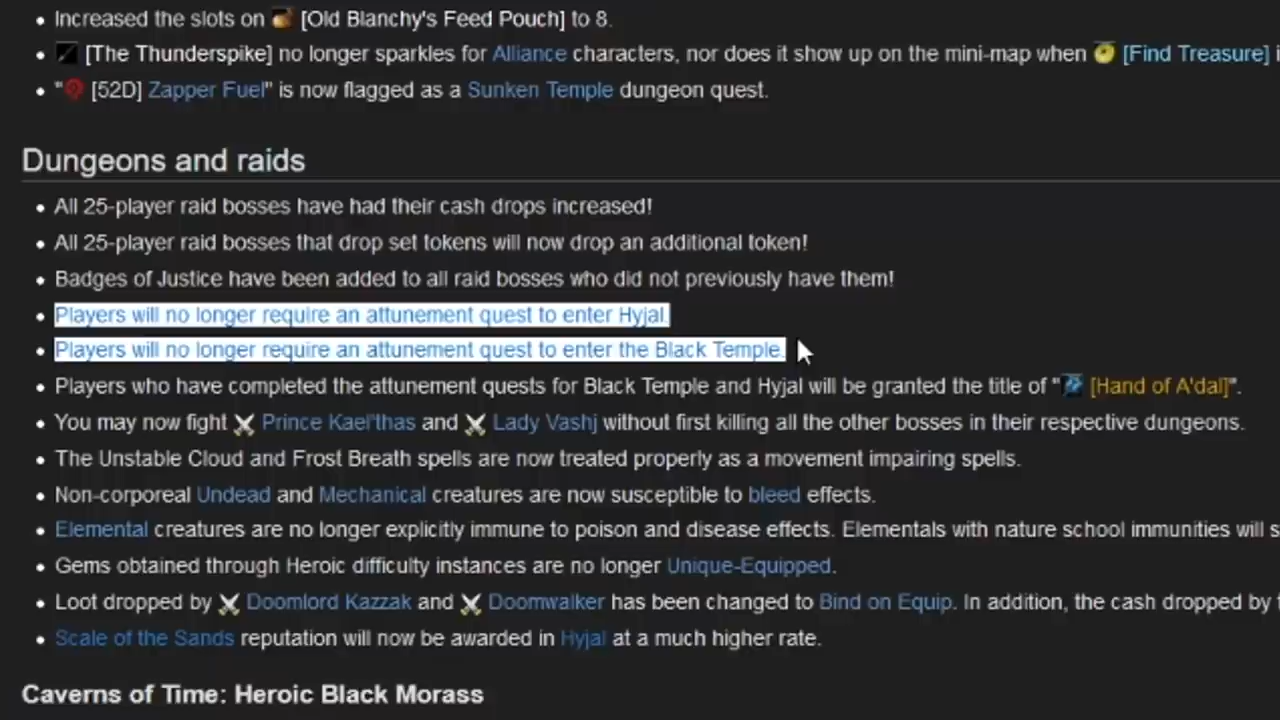 Increased the slots on [Old Blanchy's Feed Pouch] to 8.
[The Thunderspike] no longer sparkles for Alliance characters, nor does it show up on the mini-map when [Find Treasure]
" [52D] Zapper Fuel" is now flagged as a Sunken Temple dungeon quest.
Dungeons and raids
All 25-player raid bosses have had their cash drops increased!
All 25-player raid bosses that drop set tokens will now drop an additional token!
Badges of Justice have been added to all raid bosses who did not previously have them!
Players will no longer require an attunement quest to enter Hyjal.
Players will no longer require an attunement quest to enter the Black Temple.
Players who have completed the attunement quests for Black Temple and Hyjal will be granted the title of " [Hand of A'dal]".
You may now fight Prince Kael'thas and Lady Vashj without first killing all the other bosses in their respective dungeons.
The Unstable Cloud and Frost Breath spells are now treated properly as a movement impairing spells.
Non-corporeal Undead and Mechanical creatures are now susceptible to bleed effects.
Elemental creatures are no longer explicitly immune to poison and disease effects. Elementals with nature school immunities will
Gems obtained through Heroic difficulty instances are no longer Unique-Equipped.
Loot dropped by Doomlord Kazzak and Doomwalker has been changed to Bind on Equip. In addition, the cash dropped by
Scale of the Sands reputation will now be awarded in Hyjal at a much higher rate.
Caverns of Time: Heroic Black Morass